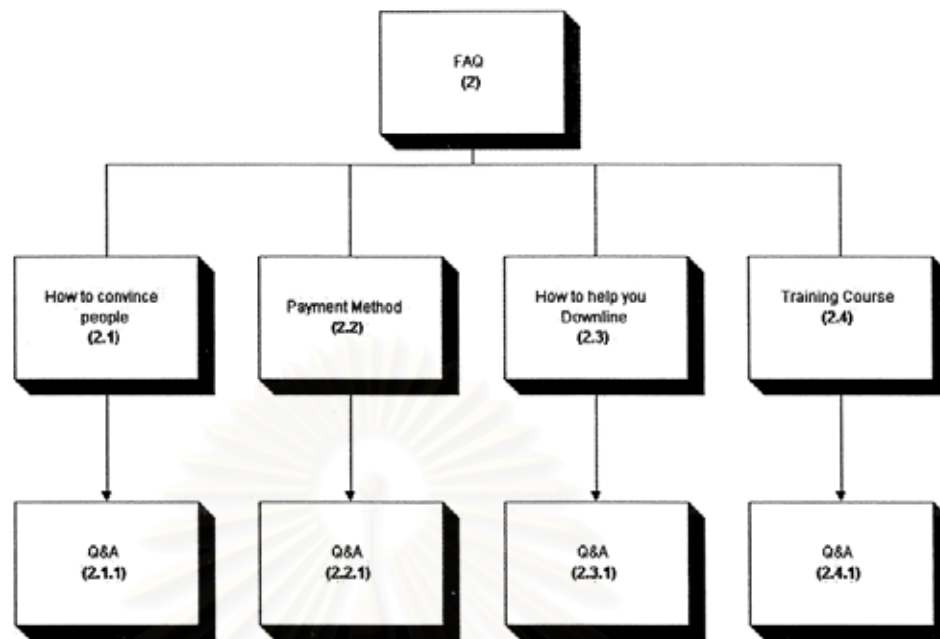 FAQ
(2)
How to convince
people
(2.1)
Payment Method
(2.2)
How to help you
Downline
(2.3)
Training Course
(2.4)
Q&A
(2.1.1)
Q&A
(2.2.1)
Q&A
(2.3.1)
Q&A
(2.4.1)